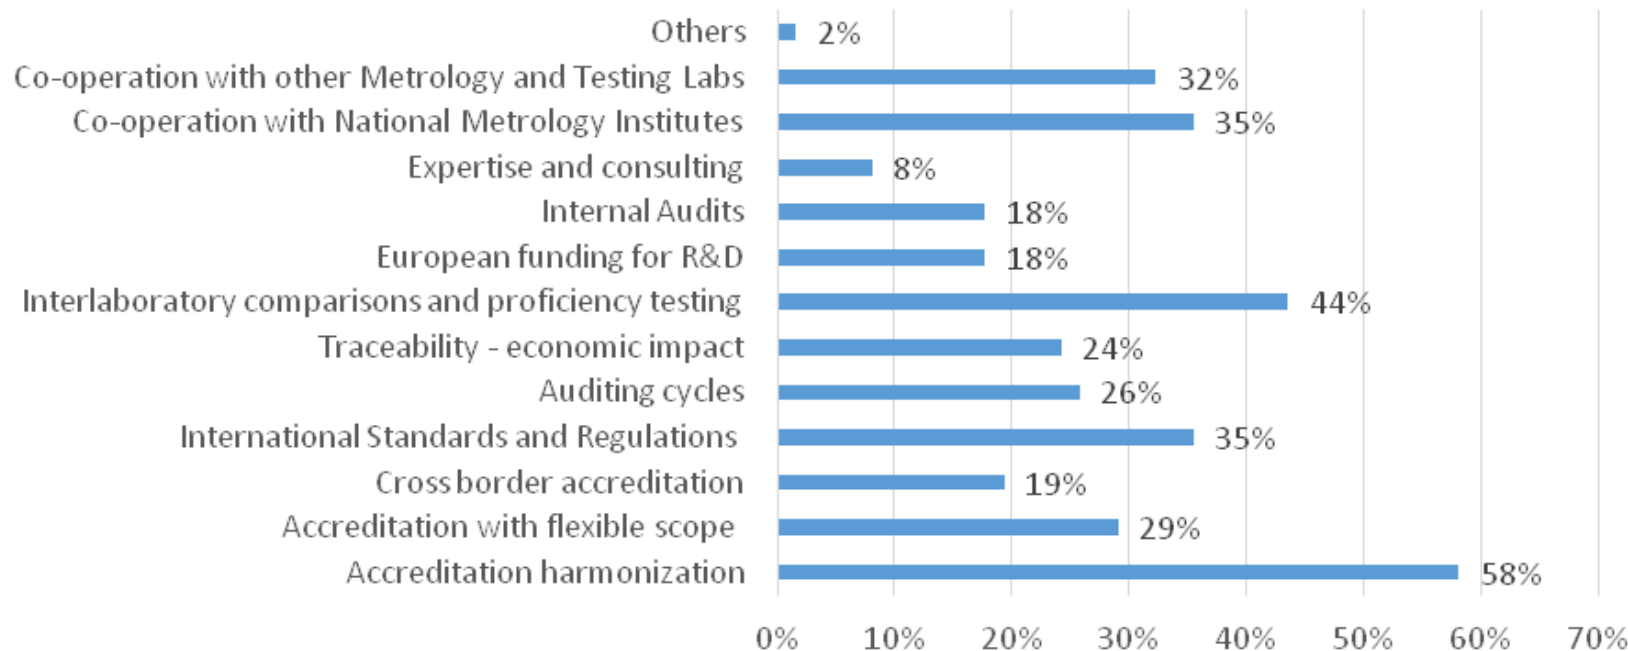 Others 2%
Co-operation with other Metrology and Testing Labs 32%
Co-operation with National Metrology Institutes 35%
Expertise and consulting 8%
Internal Audits 18%
European funding for R&D 18%
Interlaboratory comparisons and proficiency testing 44%
Traceability - economic impact 24%
Auditing cycles 26%
International Standards and Regulations 35%
Cross border accreditation 19%
Accreditation with flexible scope 29%
Accreditation harmonization 58%
0% 10% 20% 30% 40% 50% 60% 70%